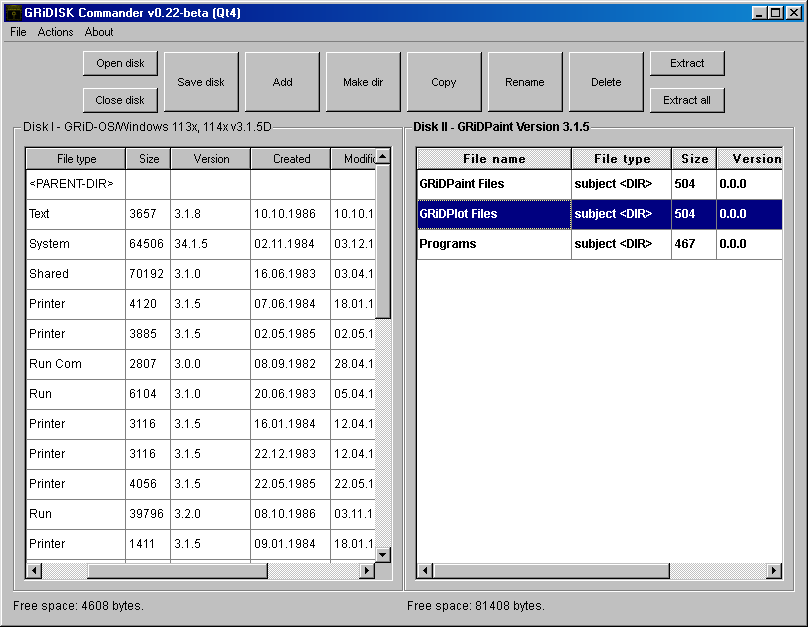 GRiDISK Commander v0.22-beta (Qt4)
File Actions About
Open disk Save disk Add Make dir Copy Rename Delete Extract
Close disk Extract all
Disk I - GRiD-OS/Windows 113x, 114x v3.1.5D
File type Size Version Created Modific
<PARENT-DIR>
Text 3657 3.1.8 10.10.1986 10.10.1
System 64506 34.1.5 02.11.1984 03.12.1
Shared 70192 3.1.0 16.06.1983 03.04.1
Printer 4120 3.1.5 07.06.1984 18.01.1
Printer 3885 3.1.5 02.05.1985 02.05.1
Run Com 2807 3.0.0 08.09.1982 28.04.1
Run 6104 3.1.0 20.06.1983 05.04.1
Printer 3116 3.1.5 16.01.1984 12.04.1
Printer 3116 3.1.5 22.12.1983 12.04.1
Printer 4056 3.1.5 22.05.1985 22.05.1
Run 39796 3.2.0 08.10.1986 03.11.1
Printer 1411 3.1.5 09.01.1984 18.01.1
Free space: 4608 bytes.
Disk II - GRiDPaint Version 3.1.5
File name File type Size Version
GRiDPaint Files subject <DIR> 504 0.0.0
GRiDPlot Files subject <DIR> 504 0.0.0
Programs subject <DIR> 467 0.0.0
Free space: 81408 bytes.